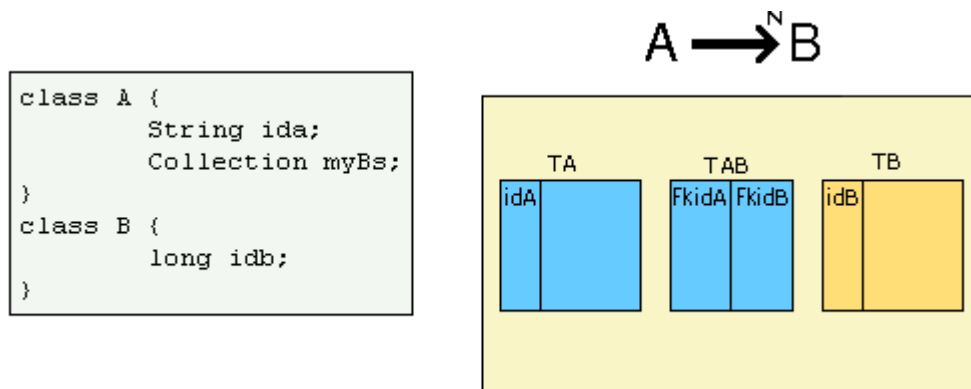 class A {
String ida;
Collection myBs;
}
class B {
long idb;
}
A N B
TA TAB TB
idA FkidA FkidB idB